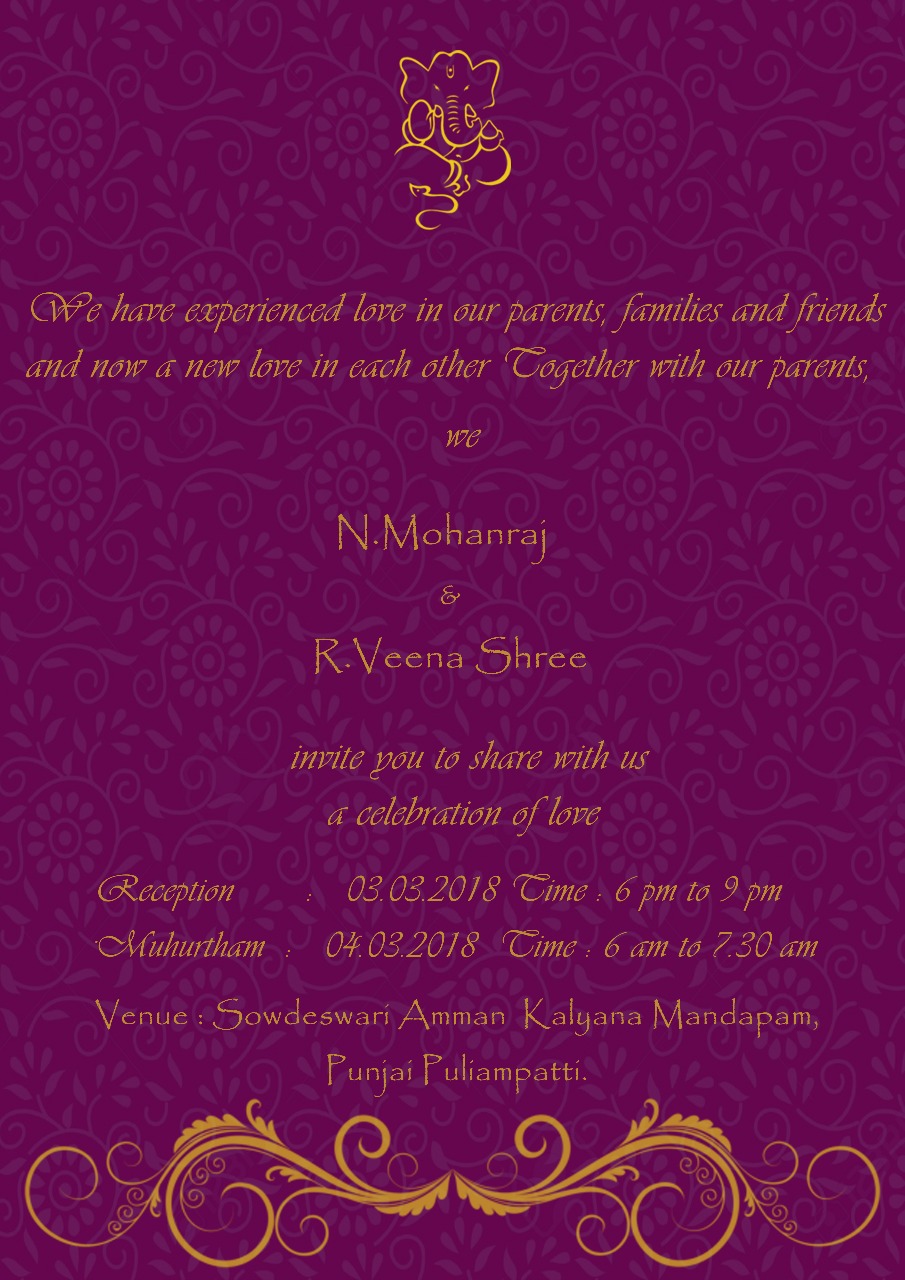 We have experienced love in our parents, families and friends
and now a new love in each other Together with our parents,
we
N.Mohanraj
&
R.Veena Shree
invite you to share with us
a celebration of love
Reception : 03.03.2018 Time : 6 pm to 9 pm
Muhurtham : 04.03.2018 Time : 6 am to 7.30 am
Venue : Sowdeswari Amman Kalyana Mandapam,
Punjai Puliampatti.